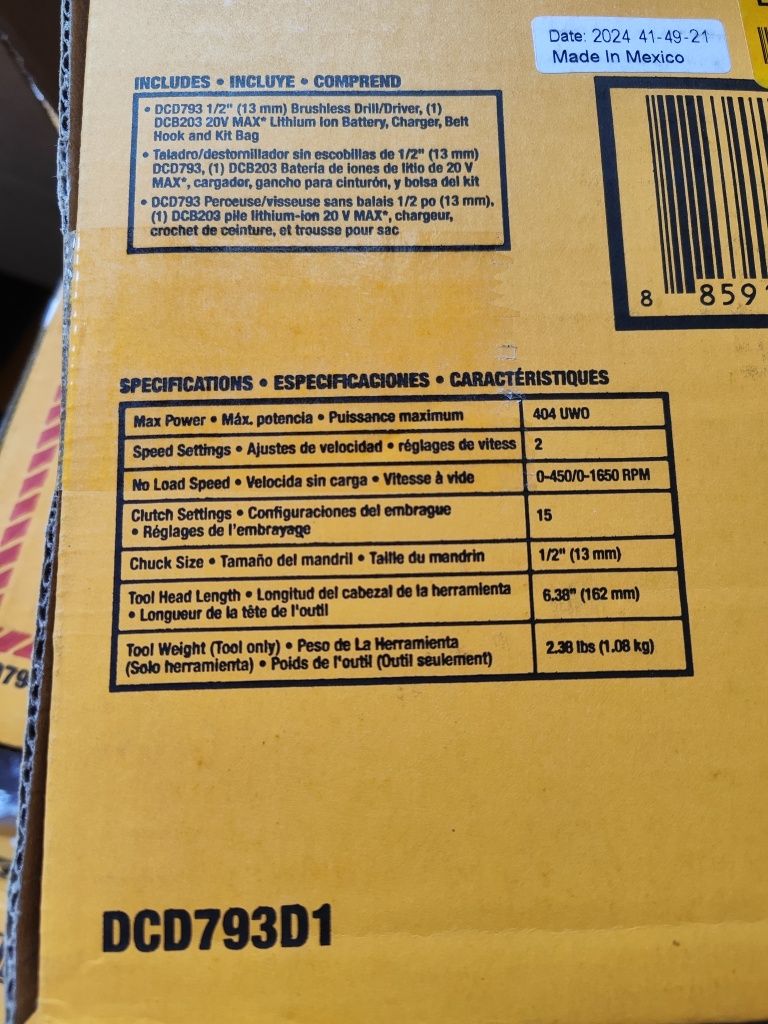 Date: 2024 41-49-21
Made In Mexico
INCLUDES • INCLUYE • COMPREND
• DCD793 1/2" (13 mm) Brushless Drill/Driver, (1)
DCB203 20V MAX* Lithium Ion Battery, Charger, Belt
Hook and Kit Bag
• Taladro/destornillador sin escobillas de 1/2" (13 mm)
DCD793, (1) DCB203 Batería de iones de litio de 20 V
MAX*, cargador, gancho para cinturón, y bolsa del kit
• DCD793 Perceuse/visseuse sans balais 1/2 po (13 mm),
(1) DCB203 pile lithium-ion 20 V MAX*, chargeur,
crochet de ceinture, et trousse pour sac
8 859
SPECIFICATIONS • ESPECIFICACIONES • CARACTÉRISTIQUES
Max Power • Máx. potencia • Puissance maximum 404 UWO
Speed Settings • Ajustes de velocidad • réglages de vitess 2
No Load Speed • Velocida sin carga • Vitesse à vide 0-450/0-1650 RPM
Clutch Settings • Configuraciones del embrague
• Réglages de l'embrayage 15
Chuck Size • Tamaño del mandril • Taille du mandrin 1/2" (13 mm)
Tool Head Length • Longitud del cabezal de la herramienta
• Longueur de la tête de l'outil 6.38" (162 mm)
Tool Weight (Tool only) • Peso de La Herramienta
(Solo herramienta) • Poids de l'outil (Outil seulement) 2.38 lbs (1.08 kg)
DCD793D1